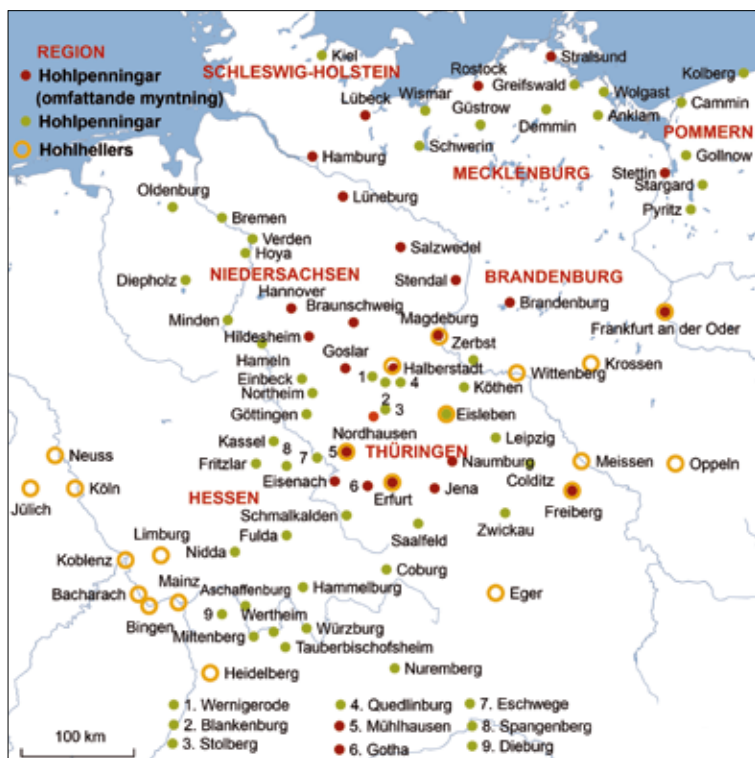 REGION
Hohlpenningar
(omfattande myntning)
Hohlpenningar
Hohlhellers
Kiel
SCHLESWIG-HOLSTEIN
Stralsund
Rostock
Greifswald
Kolberg
Wismar
Wolgast
Lübeck
Güstrow
Cammin
Demmin
Anklam
POMMERN
Schwerin
Gollnow
Hamburg
MECKLENBURG
Stettin
Stargard
Oldenburg
Lüneburg
Pyritz
Bremen
Verden
Hoya
Salzwedel
NIEDERSACHSEN
Stendal
BRANDENBURG
Diepholz
Hannover
Braunschweig
Brandenburg
Minden
Magdeburg
Frankfurt an der Oder
Hildesheim
Zerbst
Goslar
Hameln
Halberstadt
Wittenberg
Krossen
Einbeck
1
4
Köthen
Northeim
2
Göttingen
3
Eisleben
Nordhausen
Kassel
8
5
THÜRINGEN
Leipzig
Neuss
Fritzlar
7
Naumburg
Meissen
Oppeln
Köln
Eisenach
6
Colditz
Jülich
HESSEN
Erfurt
Jena
Freiberg
Schmalkalden
Zwickau
Limburg
Fulda
Saalfeld
Koblenz
Nidda
Coburg
Mainz
Aschaffenburg
Hammelburg
Eger
Bacharach
9
Wertheim
Bingen
Miltenberg
Würzburg
Tauberbischofsheim
Heidelberg
Nuremberg
1. Wernigerode
4. Quedlinburg
7. Eschwege
2. Blankenburg
5. Mühlhausen
8. Spangenberg
3. Stolberg
6. Gotha
9. Dieburg
100 km